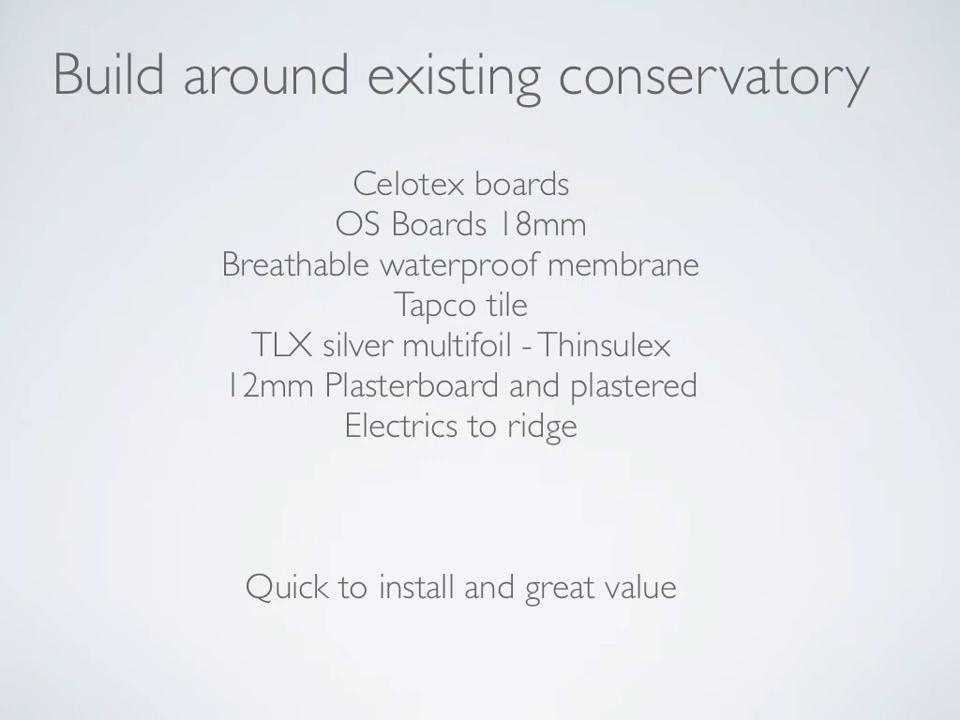 Build around existing conservatory
Celotex boards
OS Boards 18mm
Breathable waterproof membrane
Tapco tile
TLX silver multifoil - Thinsulex
12mm Plasterboard and plastered
Electrics to ridge
Quick to install and great value